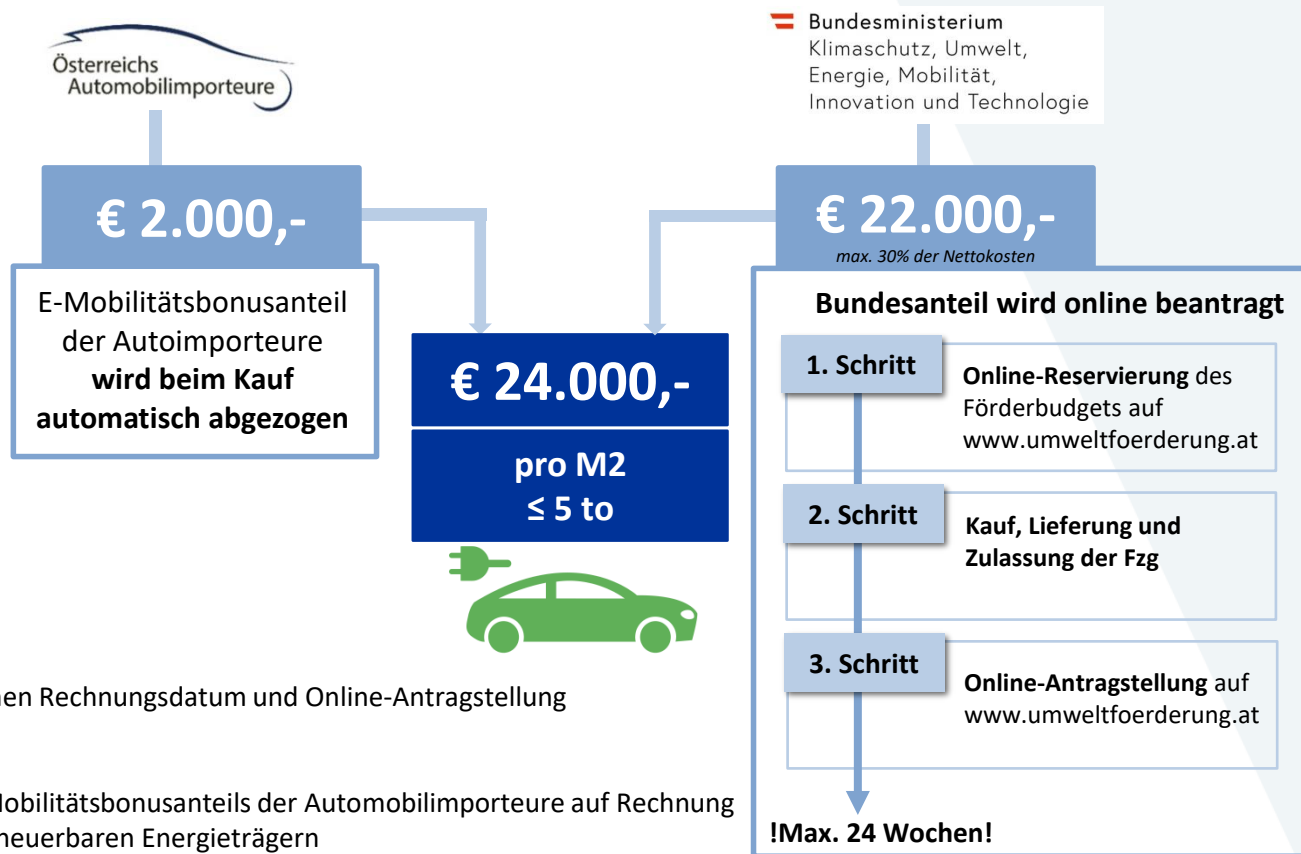 Österreichs
Automobilimporteure
Bundesministerium
Klimaschutz, Umwelt,
Energie, Mobilität,
Innovation und Technologie
€ 2.000,-
E-Mobilitätsbonusanteil
der Autoimporteure
wird beim Kauf
automatisch abgezogen
€ 22.000,-
max. 30% der Nettokosten
€ 24.000,-
pro M2
≤ 5 to
Bundesanteil wird online beantragt
1. Schritt
Online-Reservierung des
Förderbudgets auf
www.umweltfoerderung.at
2. Schritt
Kauf, Lieferung und
Zulassung der Fzg
3. Schritt
Online-Antragstellung auf
www.umweltfoerderung.at
!Max. 24 Wochen!
Rechnungsdatum und Online-Antragstellung
der Automobilimporteure auf Rechnung
Energieträgern